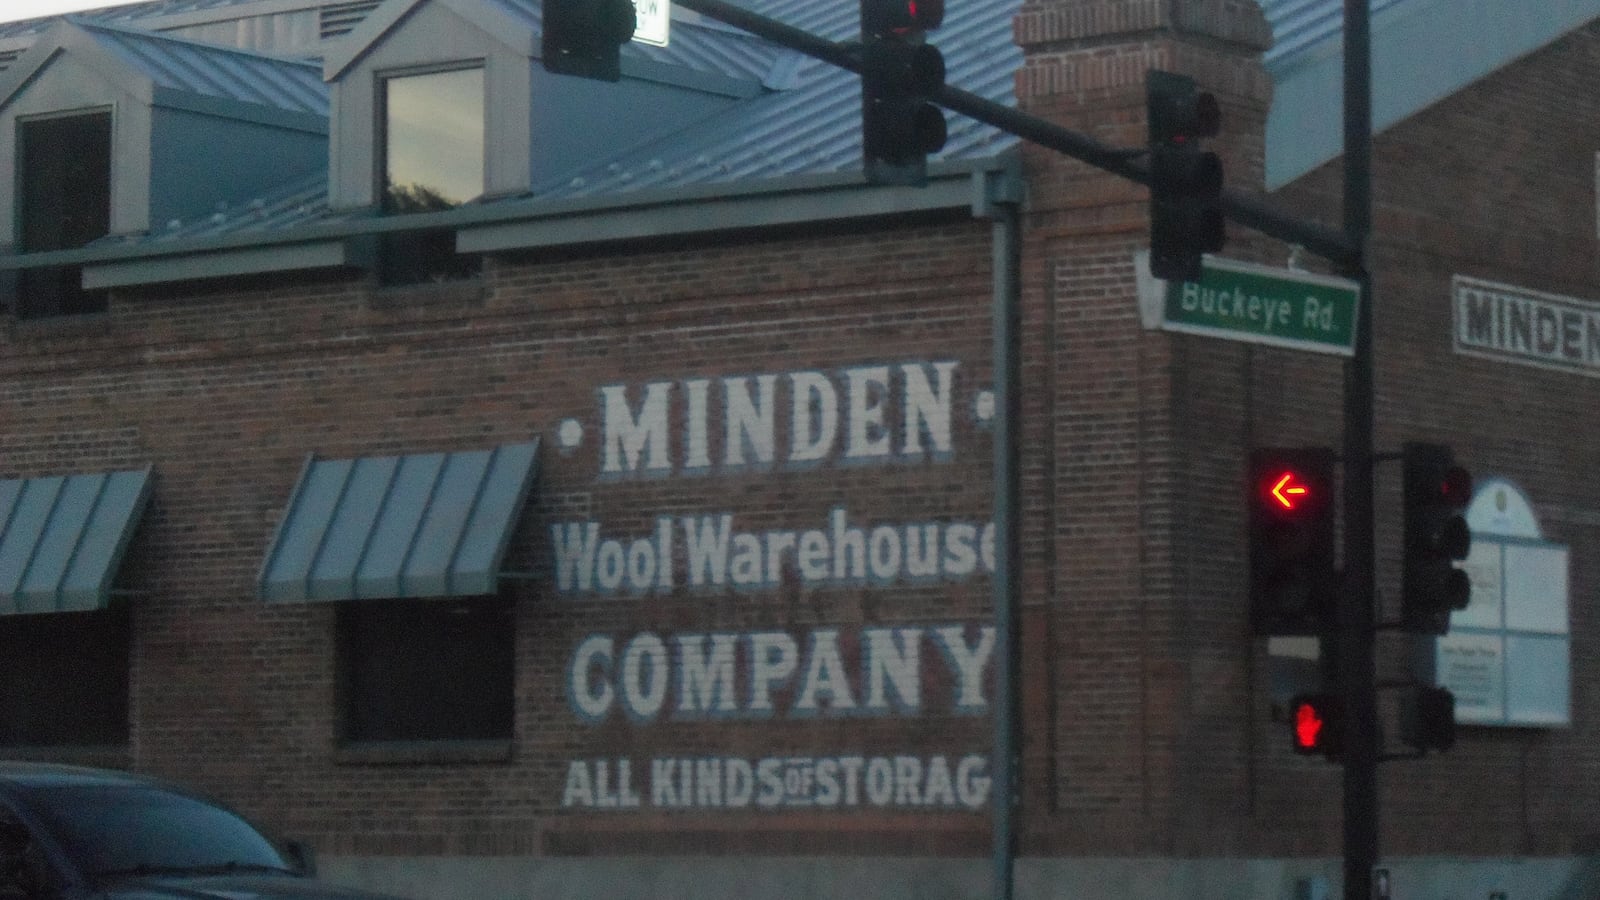 Buckeye Rd.
MINDEN
• MINDEN •
Wool Warehouse
COMPANY
ALL KINDS OF STORAG